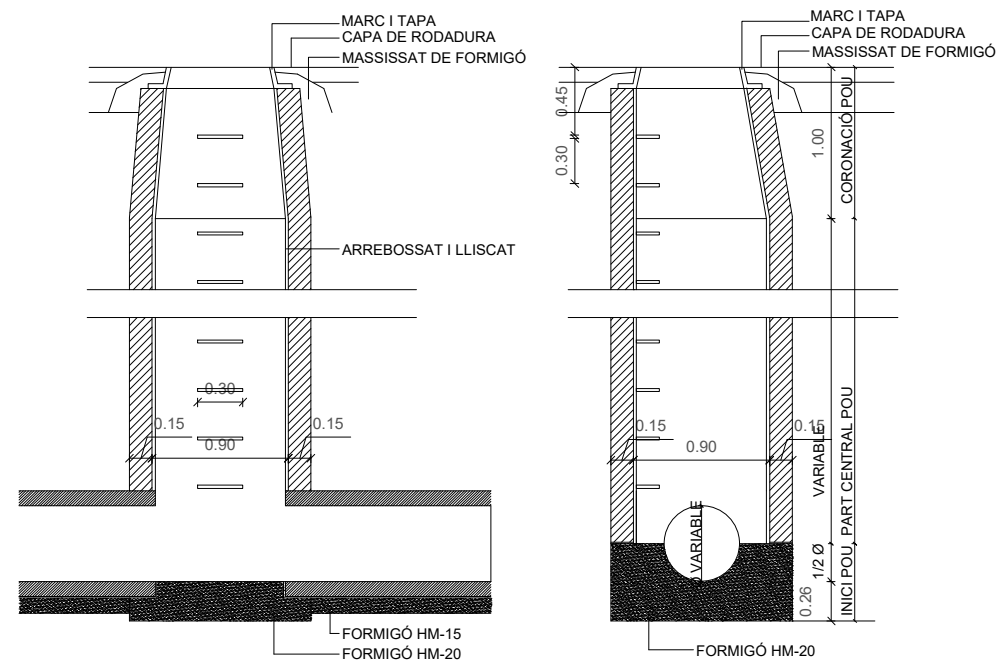 MARC I TAPA
CAPA DE RODADURA
MASSISSAT DE FORMIGÓ
ARREBOSSAT I LLISCAT
0.30
0.15
0.15
0.90
FORMIGÓ HM-15
FORMIGÓ HM-20
MARC I TAPA
CAPA DE RODADURA
MASSISSAT DE FORMIGÓ
0.45
0.30
1.00
CORONACIÓ POU
0.15
0.15
0.90
VARIABLE
PART CENTRAL POU
Ø VARIABLE
1/2 Ø
0.26
INICI POU
FORMIGÓ HM-20